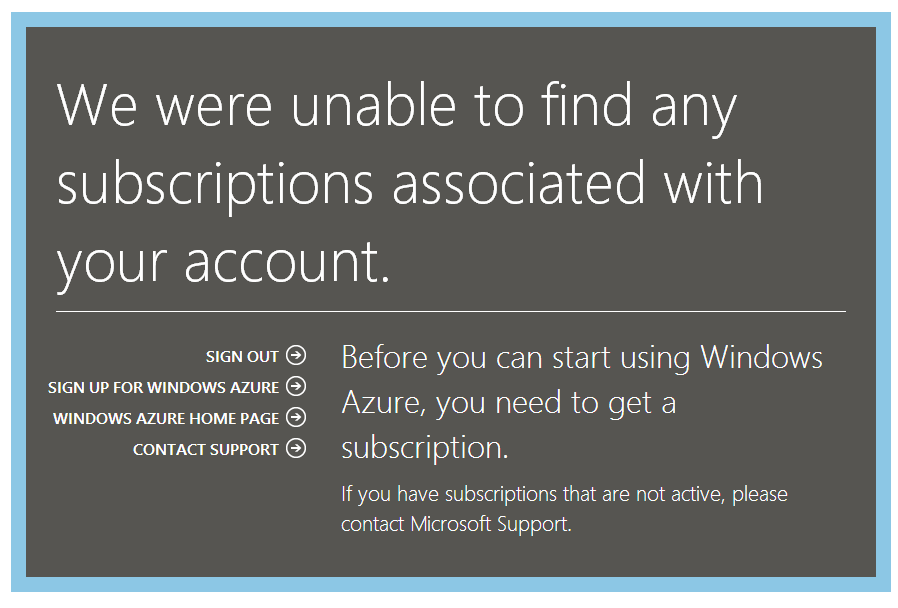 We were unable to find any
subscriptions associated with
your account.
SIGN OUT
SIGN UP FOR WINDOWS AZURE
WINDOWS AZURE HOME PAGE
CONTACT SUPPORT
Before you can start using Windows
Azure, you need to get a
subscription.
If you have subscriptions that are not active, please
contact Microsoft Support.